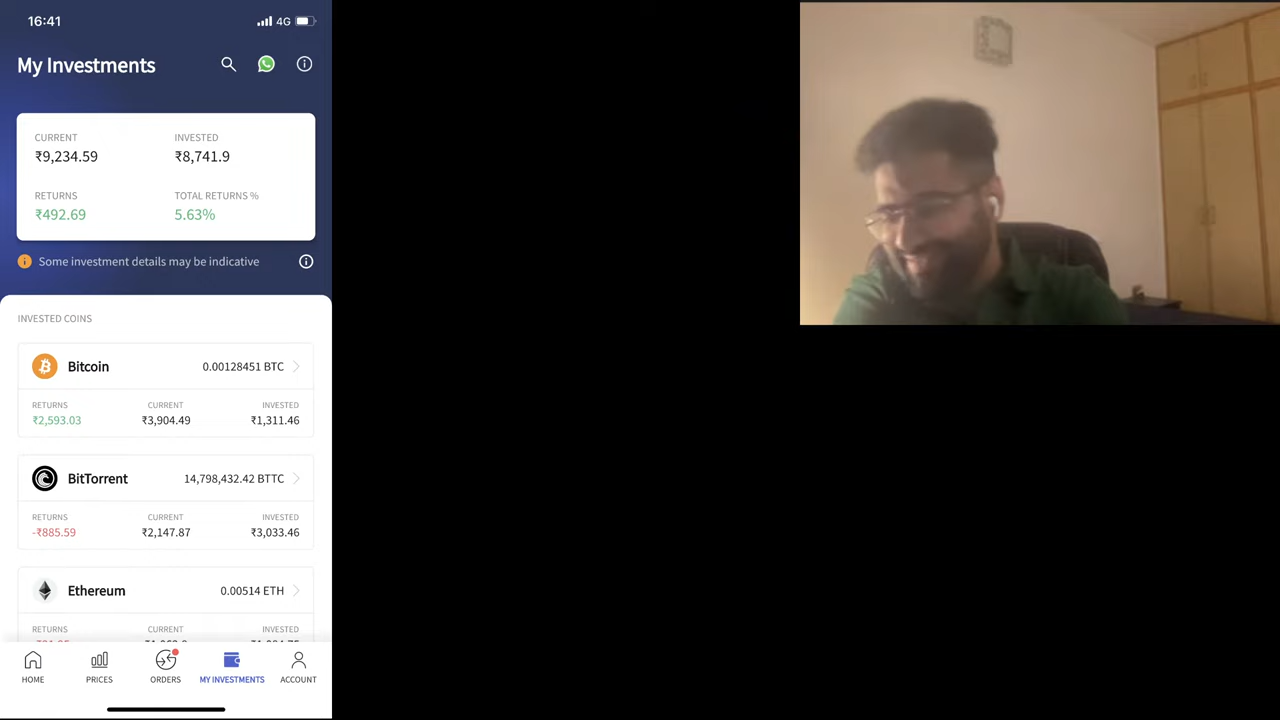 16:41
4G
My Investments
CURRENT
INVESTED
₹9,234.59
₹8,741.9
RETURNS
TOTAL RETURNS %
₹492.69
5.63%
Some investment details may be indicative
INVESTED COINS
Bitcoin
0.00128451 BTC
RETURNS
CURRENT
INVESTED
₹2,593.03
₹3,904.49
₹1,311.46
BitTorrent
14,798,432.42 BTTC
RETURNS
CURRENT
INVESTED
-₹885.59
₹2,147.87
₹3,033.46
Ethereum
0.00514 ETH
RETURNS
CURRENT
INVESTED
HOME
PRICES
ORDERS
MY INVESTMENTS
ACCOUNT